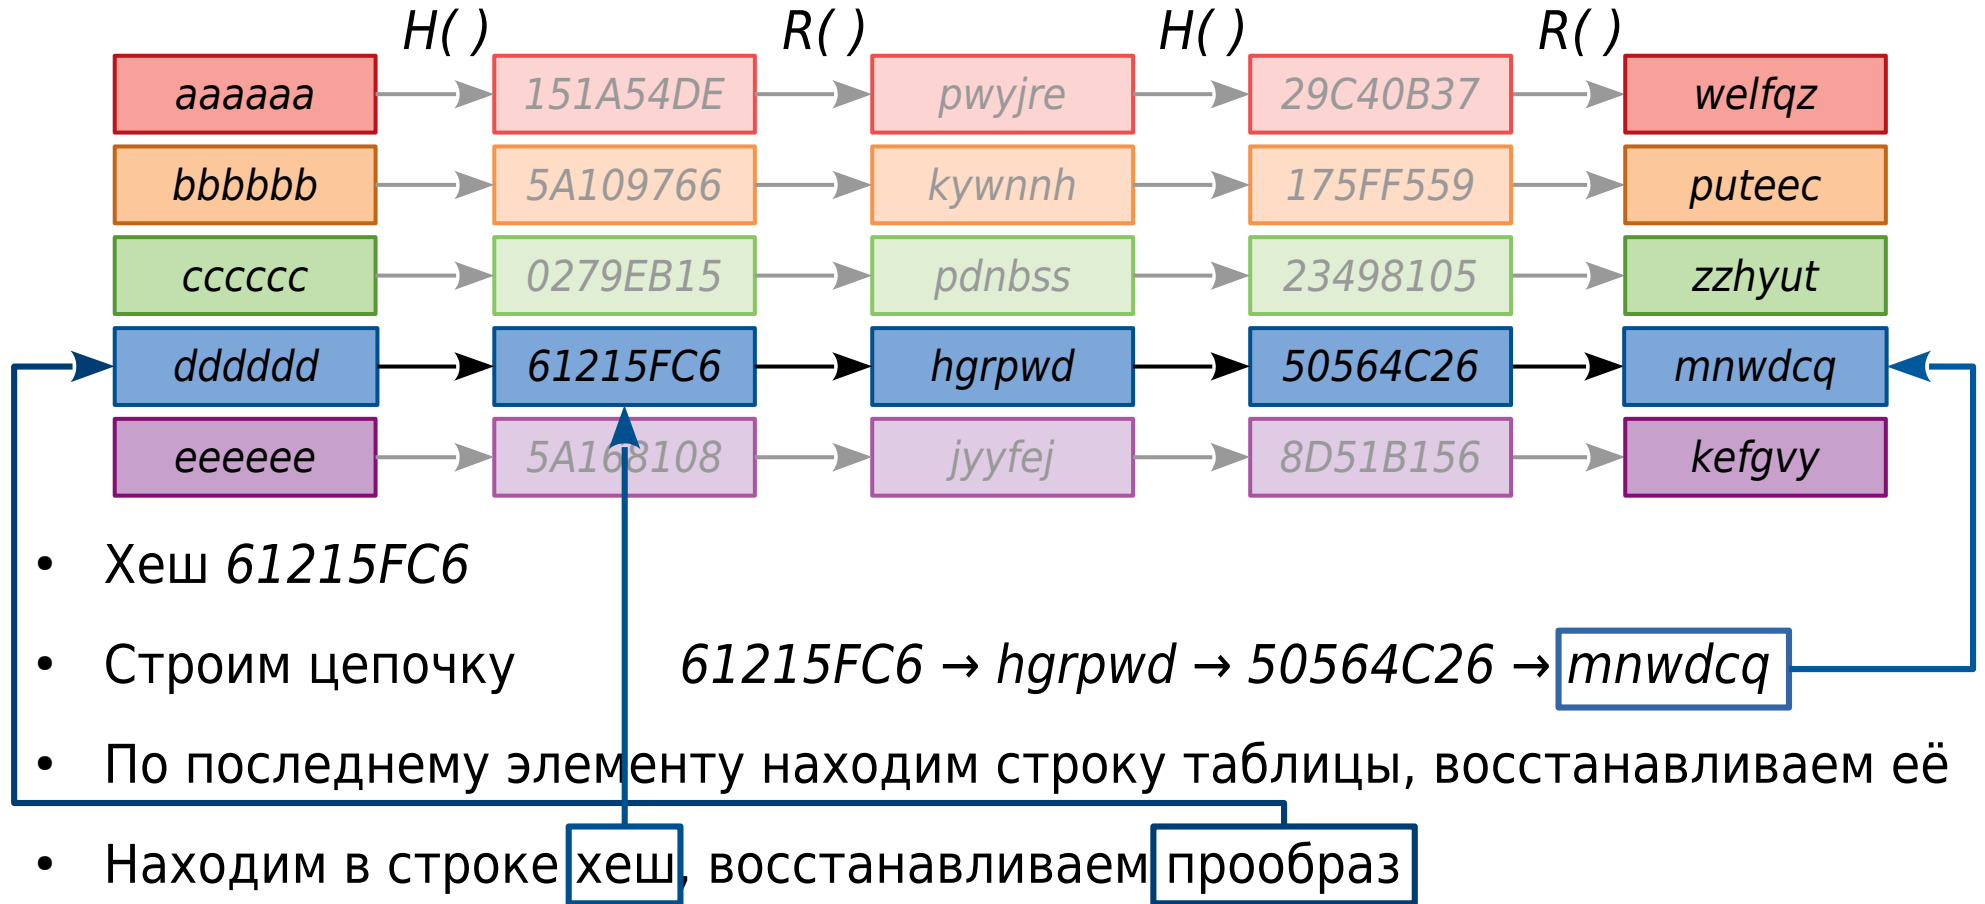 H( ) R( ) H( ) R( )
aaaaaa 151A54DE pwyjre 29C40B37 welfqz
bbbbbb 5A109766 kywnnh 175FF559 puteec
cccccc 0279EB15 pdnbss 23498105 zzhyut
dddddd 61215FC6 hgrpwd 50564C26 mnwdcq
eeeeee 5A168108 jyyfej 8D51B156 kefgvy
• Хеш 61215FC6
• Строим цепочку 61215FC6 → hgrpwd → 50564C26 → mnwdcq
• По последнему элементу находим строку таблицы, восстанавливаем её
• Находим в строке хеш, восстанавливаем прообраз